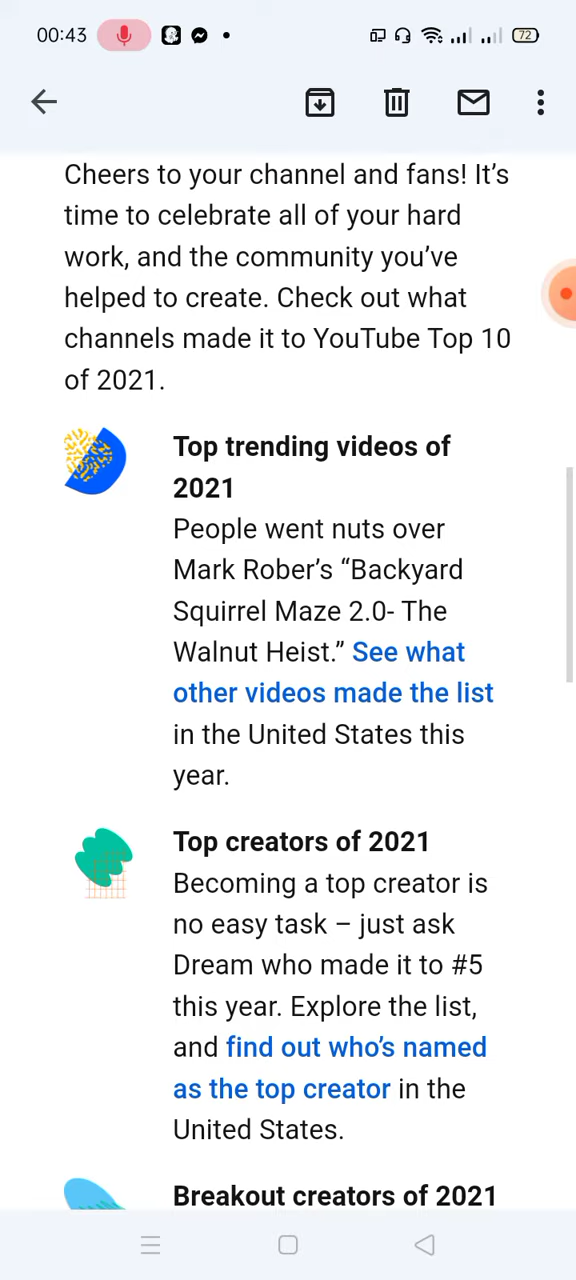 00:43
72
Cheers to your channel and fans! It’s
time to celebrate all of your hard
work, and the community you’ve
helped to create. Check out what
channels made it to YouTube Top 10
of 2021.
Top trending videos of
2021
People went nuts over
Mark Rober’s “Backyard
Squirrel Maze 2.0- The
Walnut Heist.” See what
other videos made the list
in the United States this
year.
Top creators of 2021
Becoming a top creator is
no easy task – just ask
Dream who made it to #5
this year. Explore the list,
and find out who’s named
as the top creator in the
United States.
Breakout creators of 2021